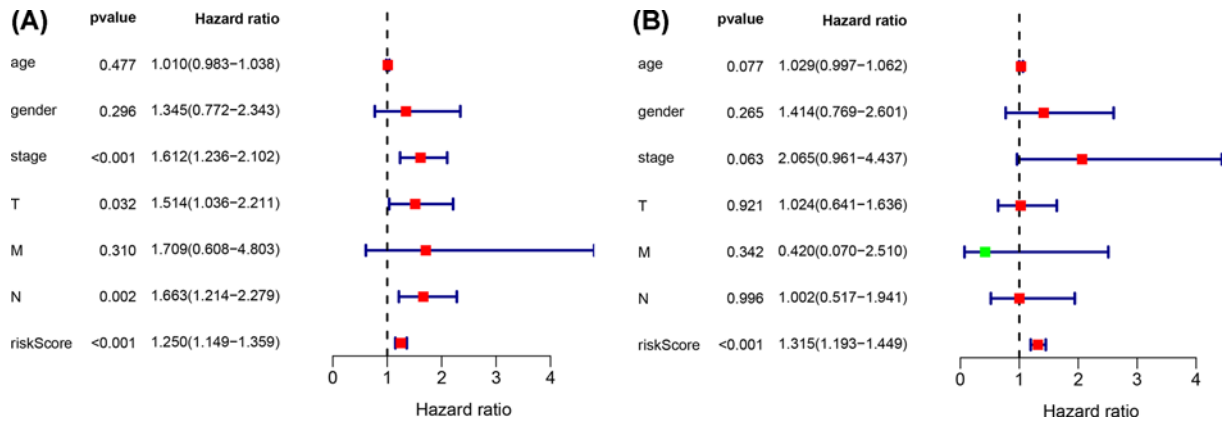 (A) pvalue Hazard ratio
age 0.477 1.010(0.983−1.038)
gender 0.296 1.345(0.772−2.343)
stage <0.001 1.612(1.236−2.102)
T 0.032 1.514(1.036−2.211)
M 0.310 1.709(0.608−4.803)
N 0.002 1.663(1.214−2.279)
riskScore <0.001 1.250(1.149−1.359)
0 1 2 3 4
Hazard ratio
(B) pvalue Hazard ratio
age 0.077 1.029(0.997−1.062)
gender 0.265 1.414(0.769−2.601)
stage 0.063 2.065(0.961−4.437)
T 0.921 1.024(0.641−1.636)
M 0.342 0.420(0.070−2.510)
N 0.996 1.002(0.517−1.941)
riskScore <0.001 1.315(1.193−1.449)
0 1 2 3 4
Hazard ratio